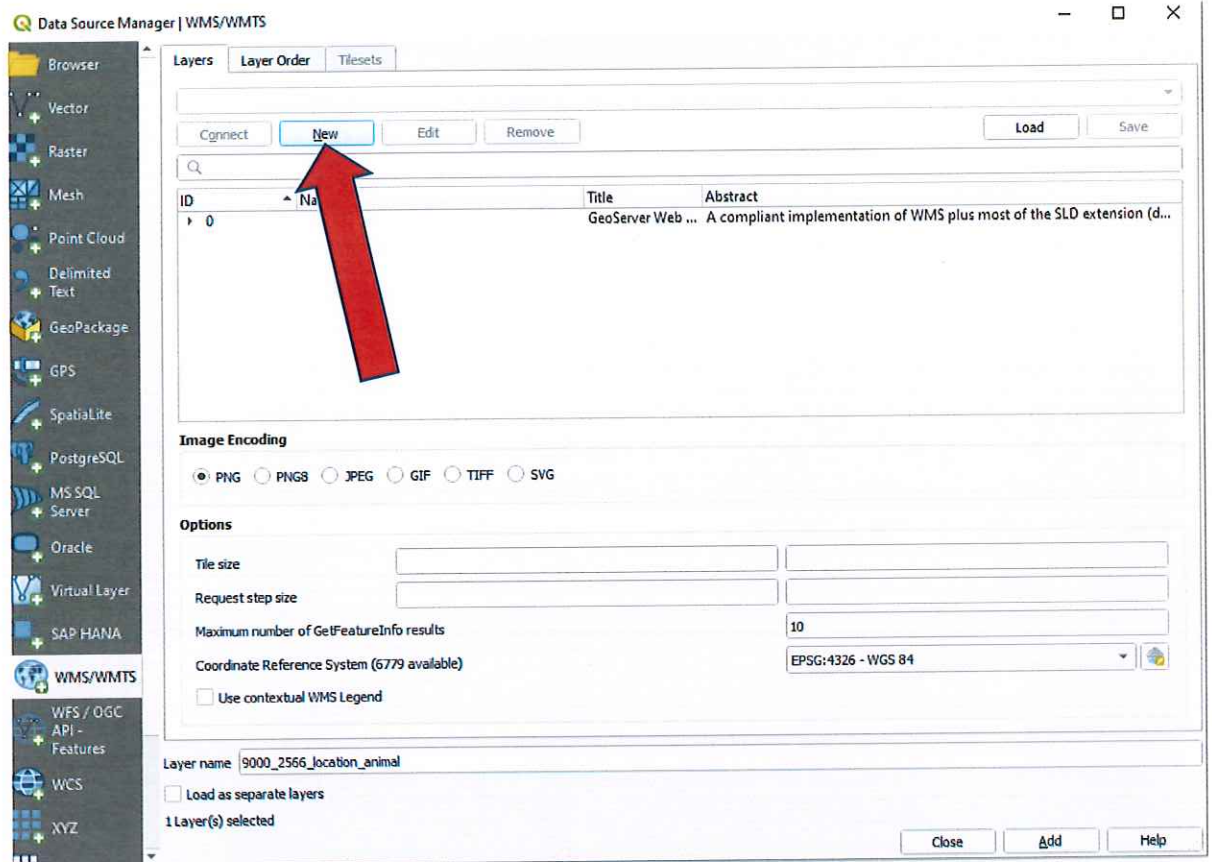 Data Source Manager | WMS/WMTS
Browser
Vector
Raster
Mesh
Point Cloud
Delimited
Text
GeoPackage
GPS
SpatiaLite
PostgreSQL
MS SQL
Server
Oracle
Virtual Layer
SAP HANA
WMS/WMTS
WFS / OGC
API -
Features
WCS
XYZ
Layers Layer Order Tilesets
Connect New Edit Remove Load Save
ID Title Abstract
0 GeoServer Web ... A compliant implementation of WMS plus most of the SLD extension (d...
Image Encoding
PNG PNG8 JPEG GIF TIFF SVG
Options
Tile size
Request step size
Maximum number of GetFeatureInfo results 10
Coordinate Reference System (6779 available) EPSG:4326 - WGS 84
Use contextual WMS Legend
Layer name 9000_2566_location_animal
Load as separate layers
1 Layer(s) selected
Close Add Help